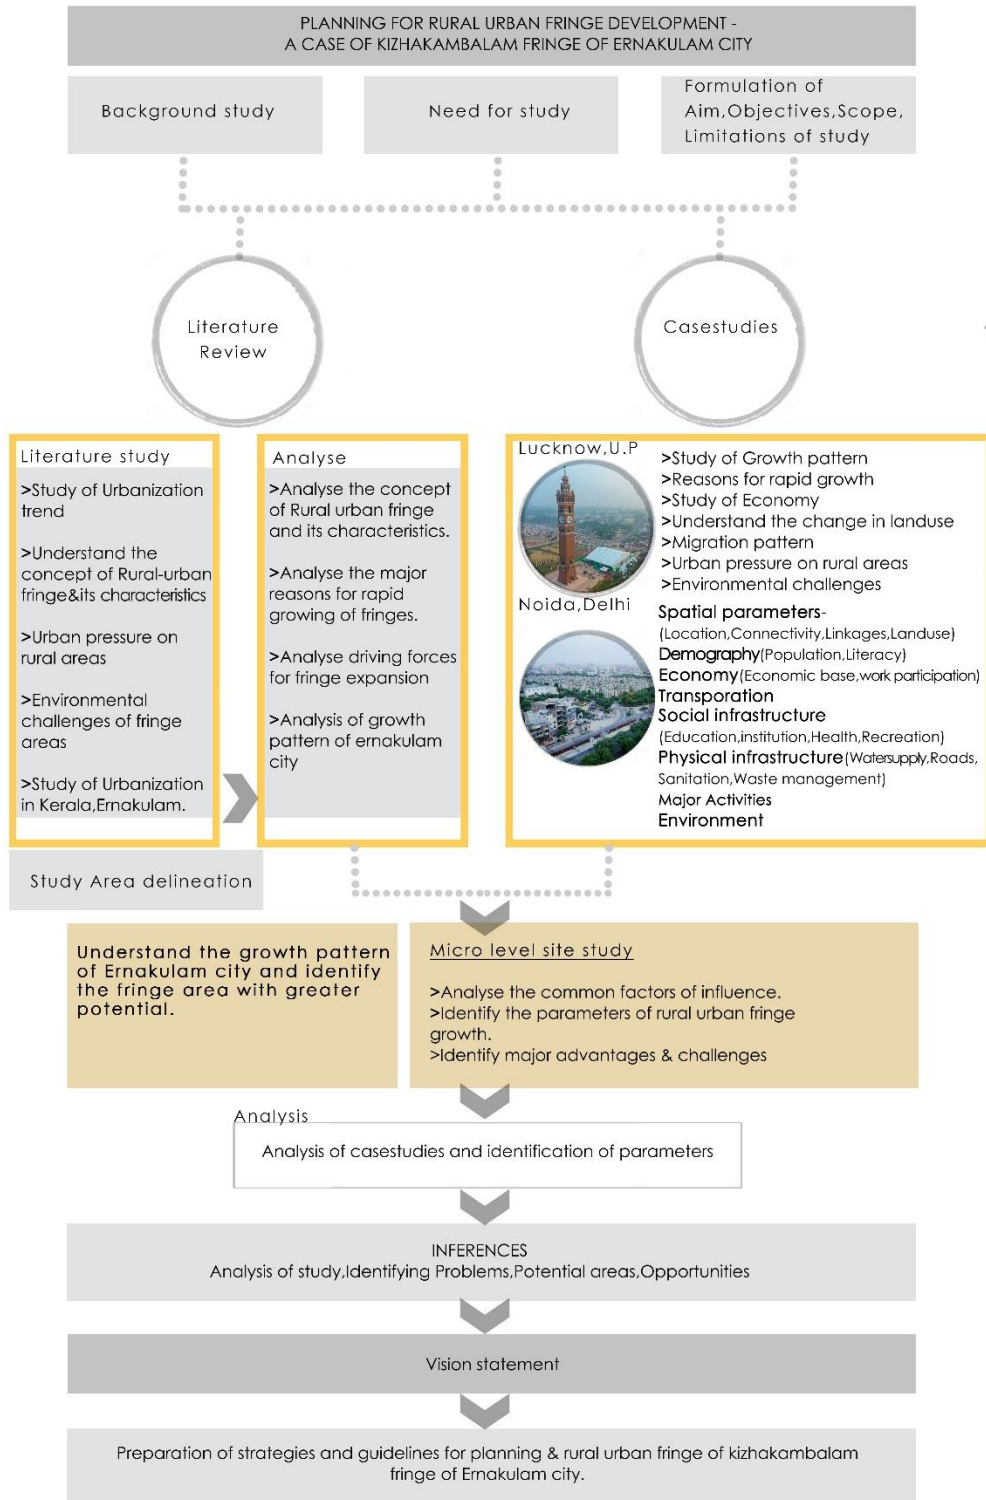 PLANNING FOR RURAL URBAN FRINGE DEVELOPMENT -
A CASE OF KIZHAKAMBALAM FRINGE OF ERNAKULAM CITY
Background study
Need for study
Formulation of
Aim,Objectives,Scope,
Limitations of study
Literature
Review
Casestudies
Literature study
>Study of Urbanization
trend
>Understand the
concept of Rural-urban
fringe&its characteristics
>Urban pressure on
rural areas
>Environmental
challenges of fringe
areas
>Study of Urbanization
in Kerala,Ernakulam.
Analyse
>Analyse the concept
of Rural urban fringe
and its characteristics.
>Analyse the major
reasons for rapid
growing of fringes.
>Analyse driving forces
for fringe expansion
>Analysis of growth
pattern of ernakulam
city
Lucknow,U.P
Noida,Delhi
>Study of Growth pattern
>Reasons for rapid growth
>Study of Economy
>Understand the change in landuse
>Migration pattern
>Urban pressure on rural areas
>Environmental challenges
Spatial parameters-
(Location,Connectivity,Linkages,Landuse)
Demography(Population,Literacy)
Economy(Economic base,work participation)
Transporation
Social infrastructure
(Education,institution,Health,Recreation)
Physical infrastructure(Watersupply,Roads,
Sanitation,Waste management)
Major Activities
Environment
Study Area delineation
Understand the growth pattern
of Ernakulam city and identify
the fringe area with greater
potential.
Micro level site study
>Analyse the common factors of influence.
>Identify the parameters of rural urban fringe
growth.
>Identify major advantages & challenges
Analysis
Analysis of casestudies and identification of parameters
INFERENCES
Analysis of study,Identifying Problems,Potential areas,Opportunities
Vision statement
Preparation of strategies and guidelines for planning & rural urban fringe of kizhakambalam
fringe of Ernakulam city.